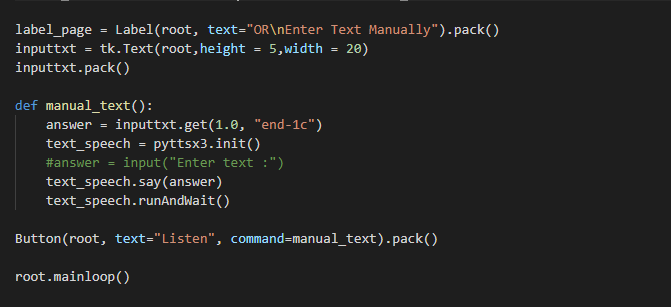 label_page = Label(root, text="OR\nEnter Text Manually").pack()
inputtxt = tk.Text(root,height = 5,width = 20)
inputtxt.pack()

def manual_text():
    answer = inputtxt.get(1.0, "end-1c")
    text_speech = pyttsx3.init()
    #answer = input("Enter text :")
    text_speech.say(answer)
    text_speech.runAndWait()

Button(root, text="Listen", command=manual_text).pack()

root.mainloop()